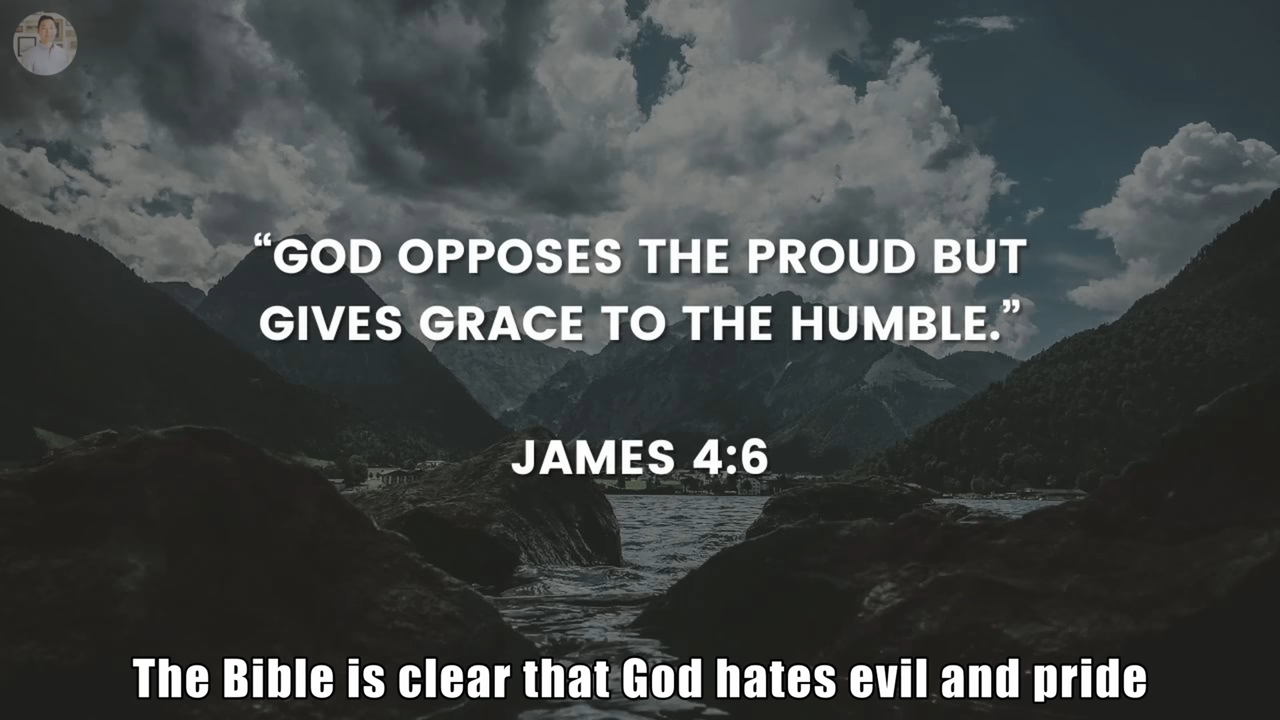 “GOD OPPOSES THE PROUD BUT
GIVES GRACE TO THE HUMBLE.”
JAMES 4:6
The Bible is clear that God hates evil and pride